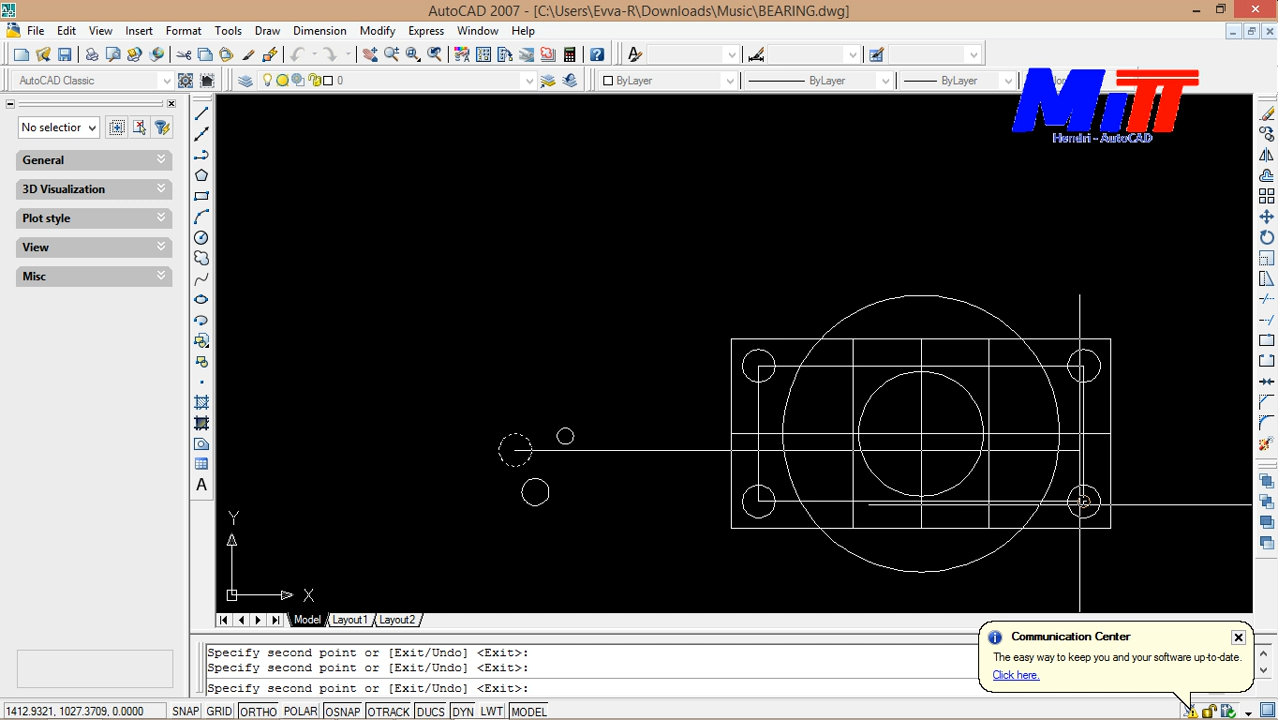 AutoCAD 2007 - [C:\Users\Evva-R\Downloads\Music\BEARING.dwg]
File Edit View Insert Format Tools Draw Dimension Modify Express Window Help
AutoCAD Classic
0
ByLayer
ByLayer
ByLayer
MiTT
Hendri - AutoCAD
No selection
General
3D Visualization
Plot style
View
Misc
A
Y
X
Model Layout1 Layout2
Specify second point or [Exit/Undo] <Exit>:
Specify second point or [Exit/Undo] <Exit>:
Specify second point or [Exit/Undo] <Exit>:
Communication Center
The easy way to keep you and your software up-to-date.
Click here.
1412.9321, 1027.3709, 0.0000 SNAP GRID ORTHO POLAR OSNAP OTRACK DUCS DYN LWT MODEL